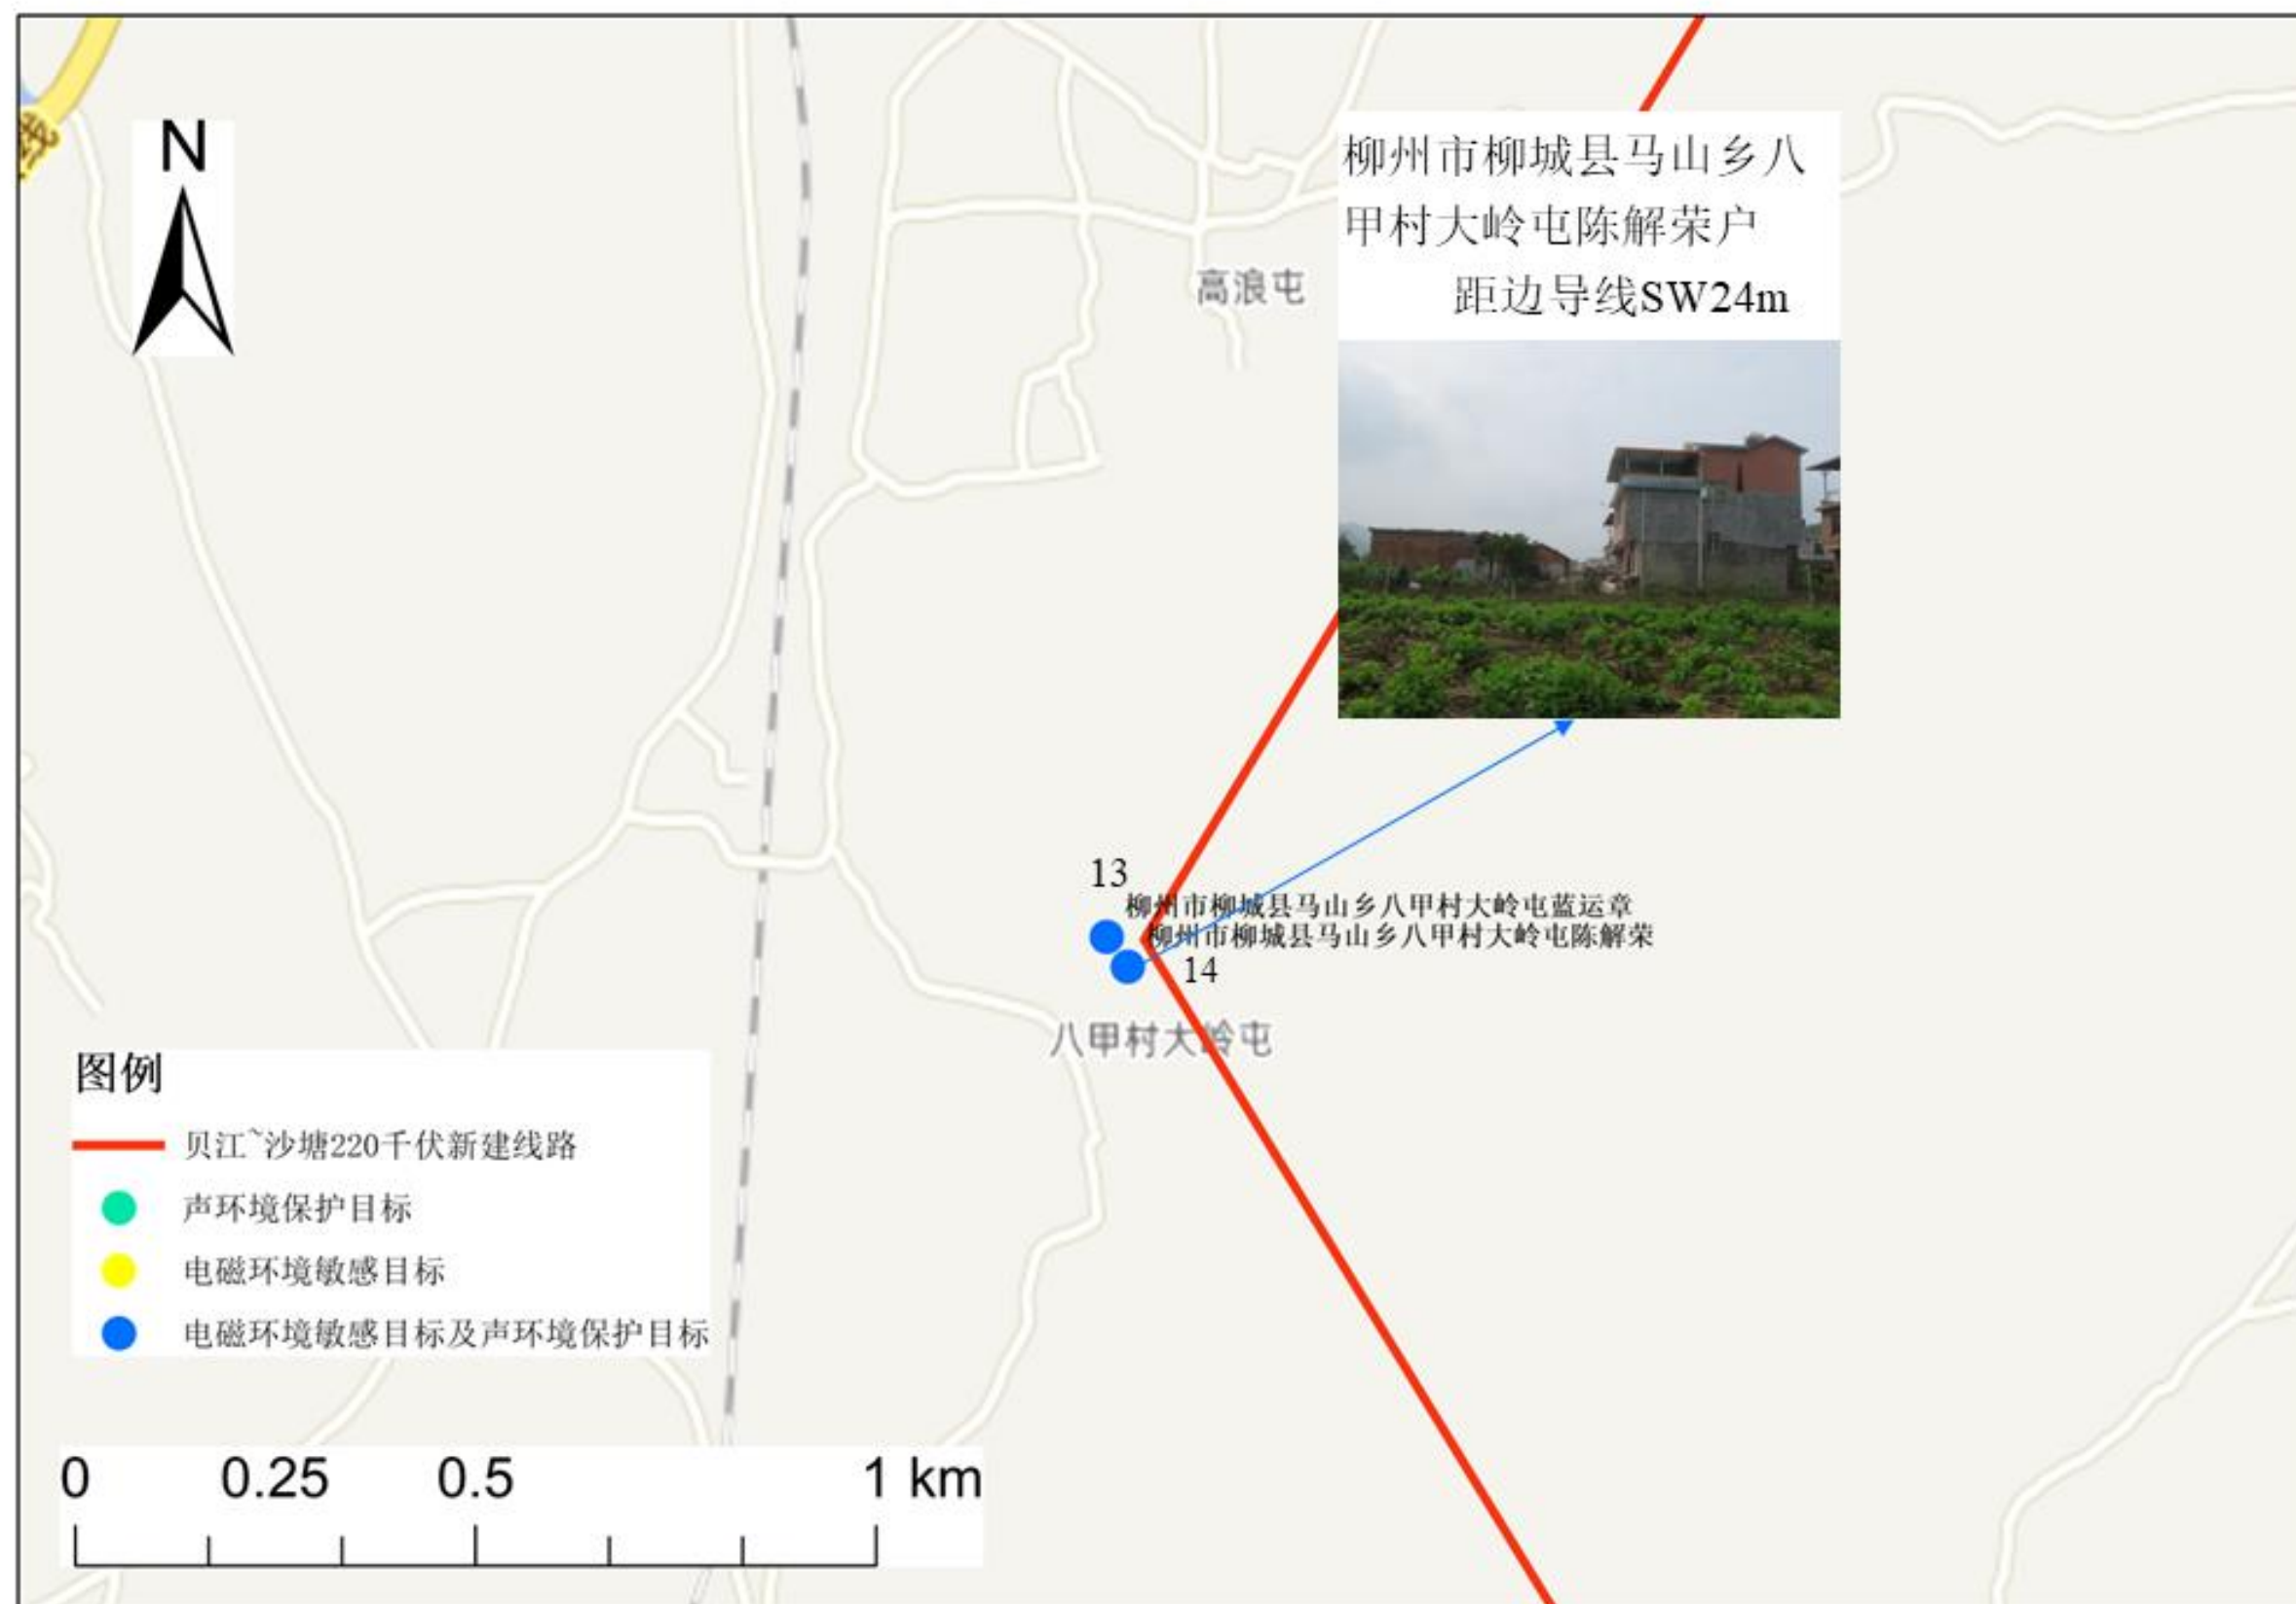 N
柳州市柳城县马山乡八
甲村大岭屯陈解荣户
距边导线SW24m
高浪屯
13
柳州市柳城县马山乡八甲村大岭屯蓝运章
柳州市柳城县马山乡八甲村大岭屯陈解荣
14
八甲村大岭屯
图例
贝江~沙塘220千伏新建线路
声环境保护目标
电磁环境敏感目标
电磁环境敏感目标及声环境保护目标
0 0.25 0.5 1 km